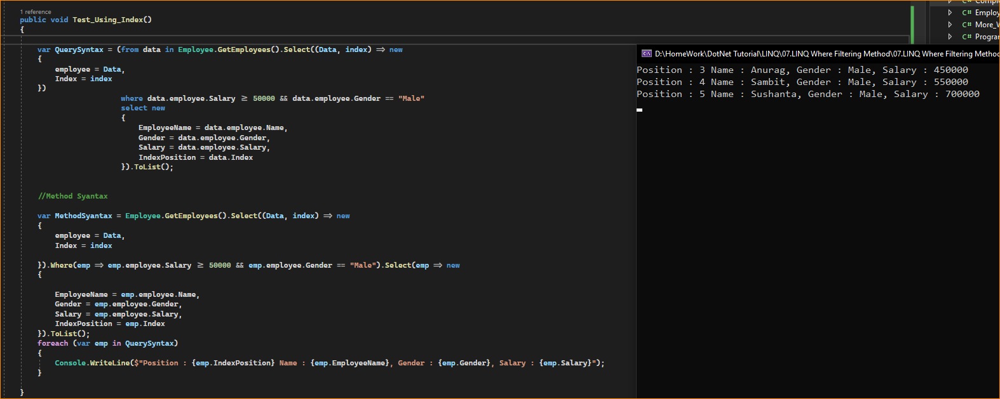 1 reference
public void Test_Using_Index()
{
var QuerySyntax = (from data in Employee.GetEmployees().Select((Data, index) => new
{
employee = Data,
Index = index
})
where data.employee.Salary ≥ 50000 && data.employee.Gender == "Male"
select new
{
EmployeeName = data.employee.Name,
Gender = data.employee.Gender,
Salary = data.employee.Salary,
IndexPosition = data.Index
}).ToList();
//Method Syantax
var MethodSyantax = Employee.GetEmployees().Select((Data, index) => new
{
employee = Data,
Index = index
}).Where(emp => emp.employee.Salary ≥ 50000 && emp.employee.Gender == "Male").Select(emp => new
{
EmployeeName = emp.employee.Name,
Gender = emp.employee.Gender,
Salary = emp.employee.Salary,
IndexPosition = emp.Index
}).ToList();
foreach (var emp in QuerySyntax)
{
Console.WriteLine($"Position : {emp.IndexPosition} Name : {emp.EmployeeName}, Gender : {emp.Gender}, Salary : {emp.Salary}");
}
}
C# Comple
C# Employ
C# More_W
C# Program
D:\HomeWork\DotNet Tutorial\LINQ\07.LINQ Where Filtering Method\07.LINQ Where Filtering Method
Position : 3 Name : Anurag, Gender : Male, Salary : 450000
Position : 4 Name : Sambit, Gender : Male, Salary : 550000
Position : 5 Name : Sushanta, Gender : Male, Salary : 700000